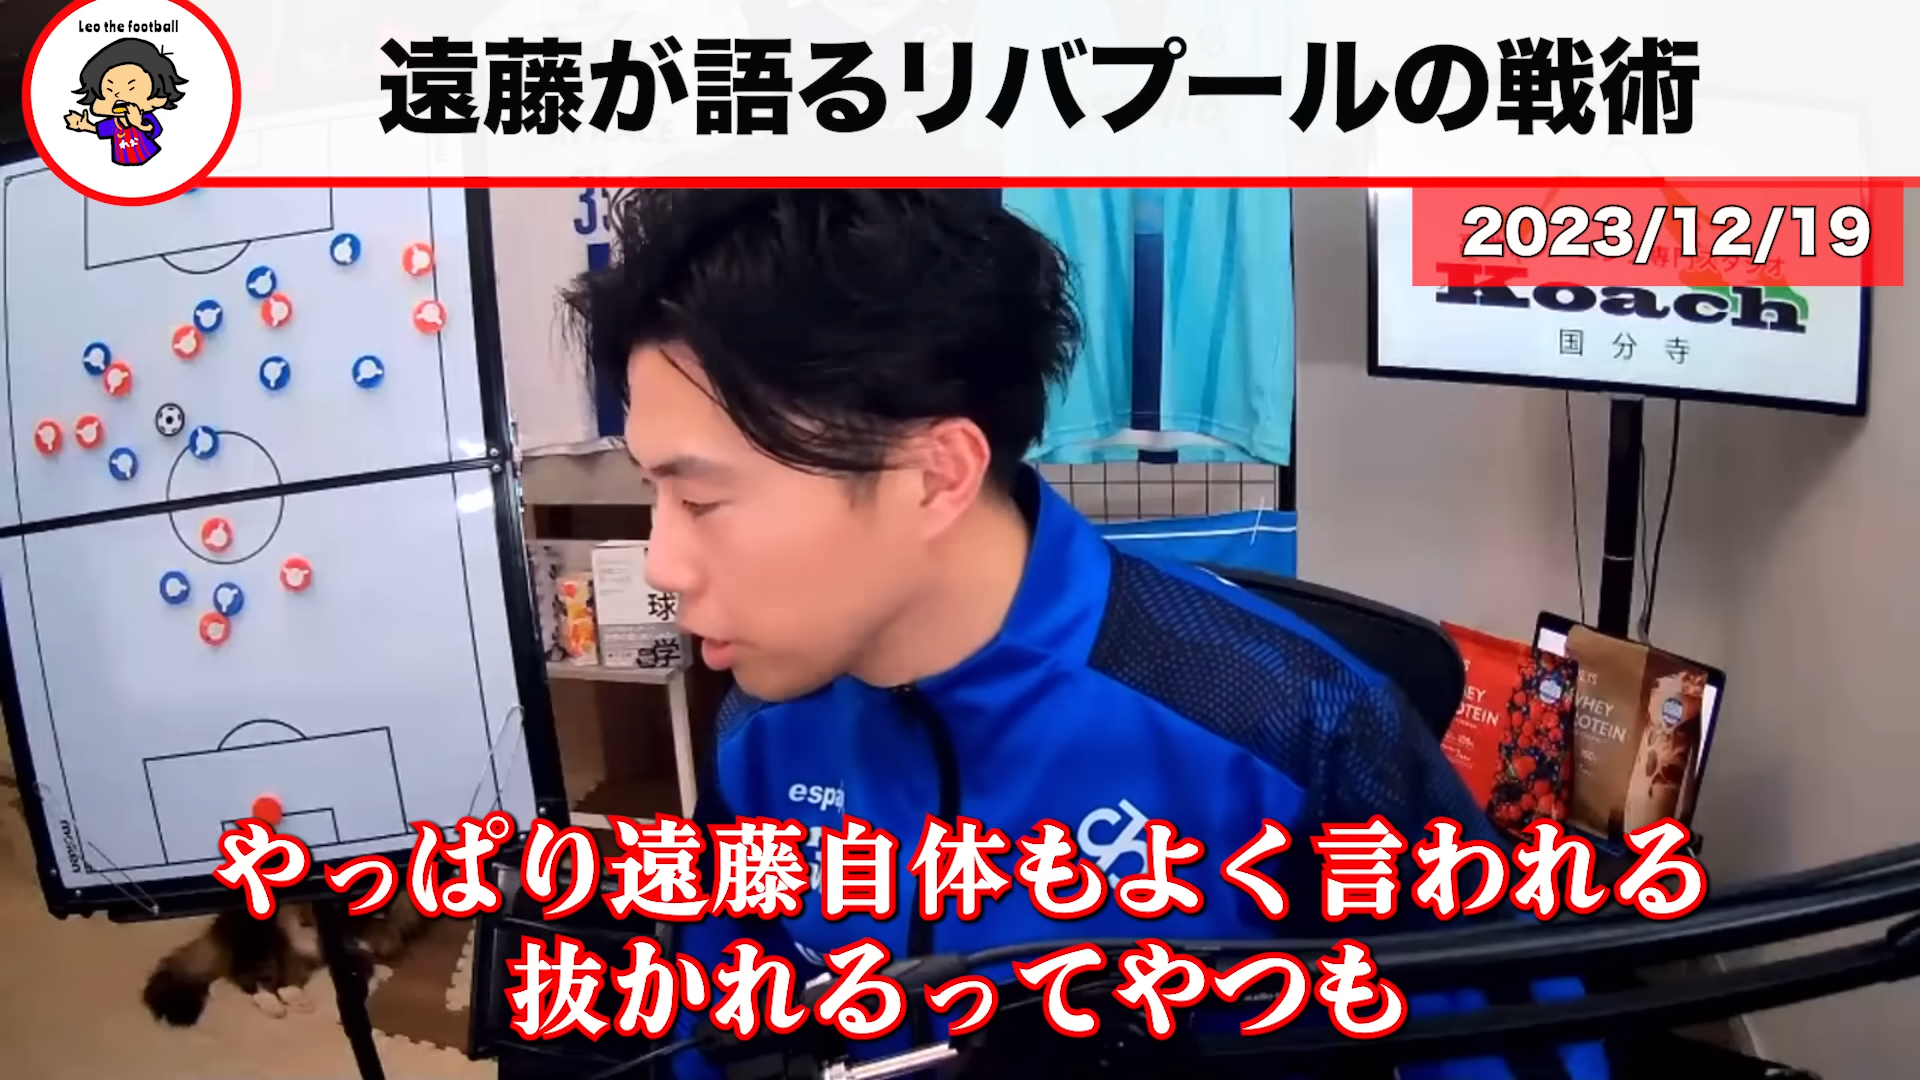 Leo the football
遠藤が語るリバプールの戦術
2023/12/19
Koach
国分寺
球
学
WHEY
PROTEIN
やっぱり遠藤自体もよく言われる
抜かれるってやつも